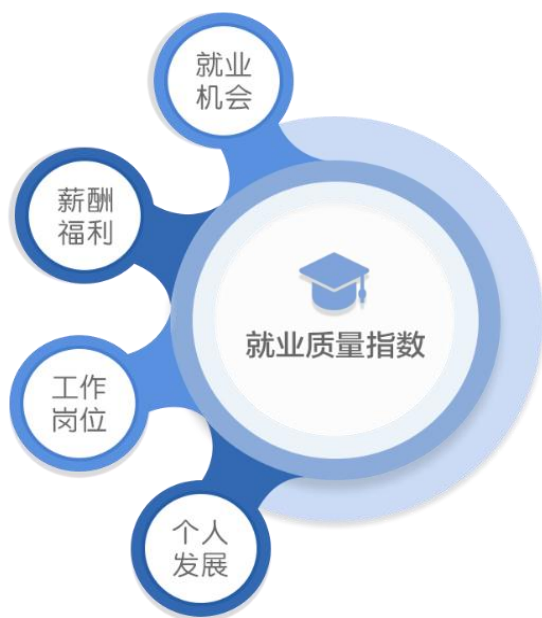 就业
机会
薪酬
福利
就业质量指数
工作
岗位
个人
发展